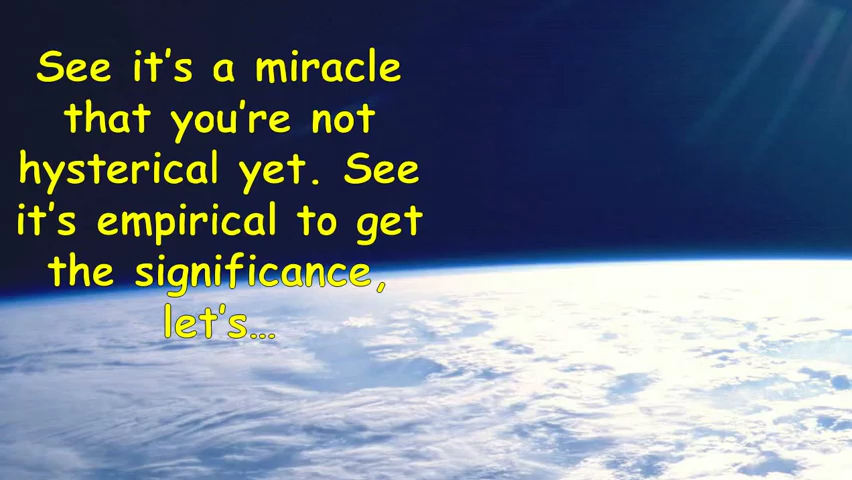 See it's a miracle
that you're not
hysterical yet. See
it's empirical to get
the significance,
let's...